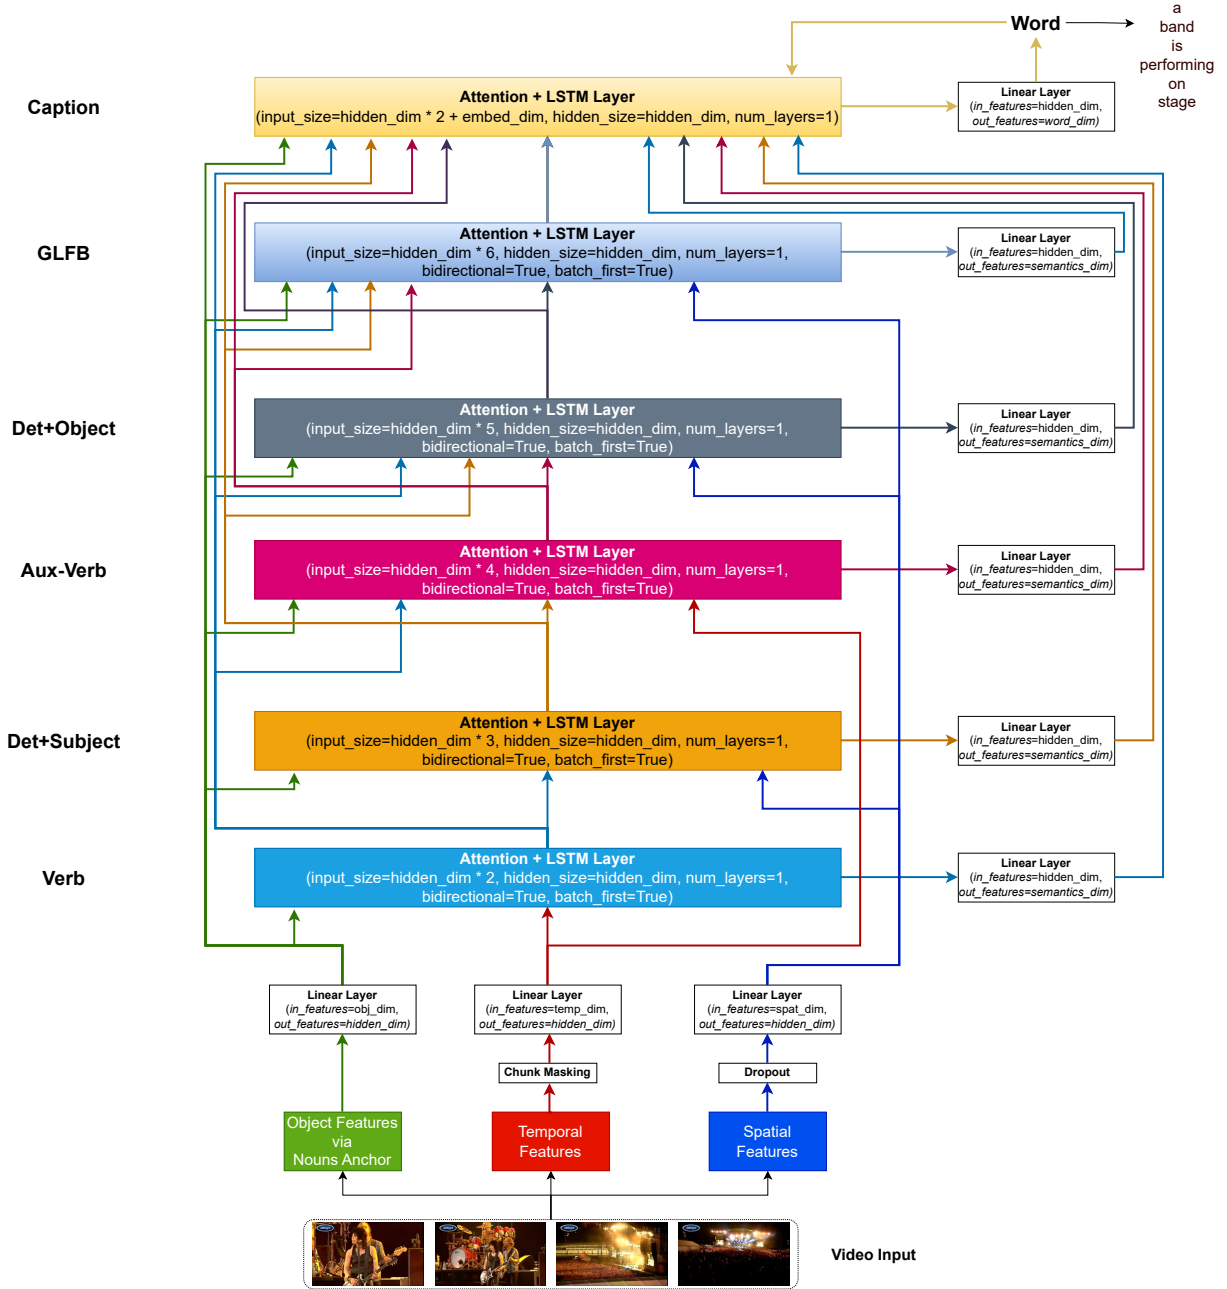 Word
a
band
is
performing
on
stage
Caption
Attention + LSTM Layer
(input_size=hidden_dim * 2 + embed_dim, hidden_size=hidden_dim, num_layers=1)
Linear Layer
(in_features=hidden_dim,
out_features=word_dim)
GLFB
Attention + LSTM Layer
(input_size=hidden_dim * 6, hidden_size=hidden_dim, num_layers=1,
bidirectional=True, batch_first=True)
Linear Layer
(in_features=hidden_dim,
out_features=semantics_dim)
Det+Object
Attention + LSTM Layer
(input_size=hidden_dim * 5, hidden_size=hidden_dim, num_layers=1,
bidirectional=True, batch_first=True)
Linear Layer
(in_features=hidden_dim,
out_features=semantics_dim)
Aux-Verb
Attention + LSTM Layer
(input_size=hidden_dim * 4, hidden_size=hidden_dim, num_layers=1,
bidirectional=True, batch_first=True)
Linear Layer
(in_features=hidden_dim,
out_features=semantics_dim)
Det+Subject
Attention + LSTM Layer
(input_size=hidden_dim * 3, hidden_size=hidden_dim, num_layers=1,
bidirectional=True, batch_first=True)
Linear Layer
(in_features=hidden_dim,
out_features=semantics_dim)
Verb
Attention + LSTM Layer
(input_size=hidden_dim * 2, hidden_size=hidden_dim, num_layers=1,
bidirectional=True, batch_first=True)
Linear Layer
(in_features=hidden_dim,
out_features=semantics_dim)
Linear Layer
(in_features=obj_dim,
out_features=hidden_dim)
Linear Layer
(in_features=temp_dim,
out_features=hidden_dim)
Linear Layer
(in_features=spat_dim,
out_features=hidden_dim)
Chunk Masking
Dropout
Object Features
via
Nouns Anchor
Temporal
Features
Spatial
Features
Video Input